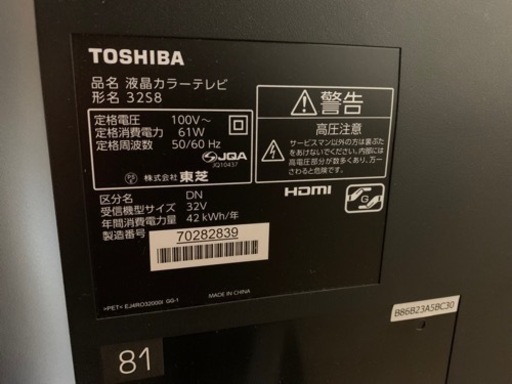 TOSHIBA
品名 液晶カラーテレビ
形名 32S8
定格電圧 100V～
定格消費電力 61W
定格周波数 50/60 Hz
JQA
JQ10437
株式会社 東芝
区分名 DN
受信機型サイズ 32V
年間消費電力量 42 kWh/年
製造番号
70282839
警告
高圧注意
サービスマン以外の方は裏ぶたをあけないでください。内部には高電圧部分が数多くあり、万一さわると危険です。
HDMI
G
>PET< EJ4RO32000I G0-1
MADE IN CHINA
B86B23A5BC30
81